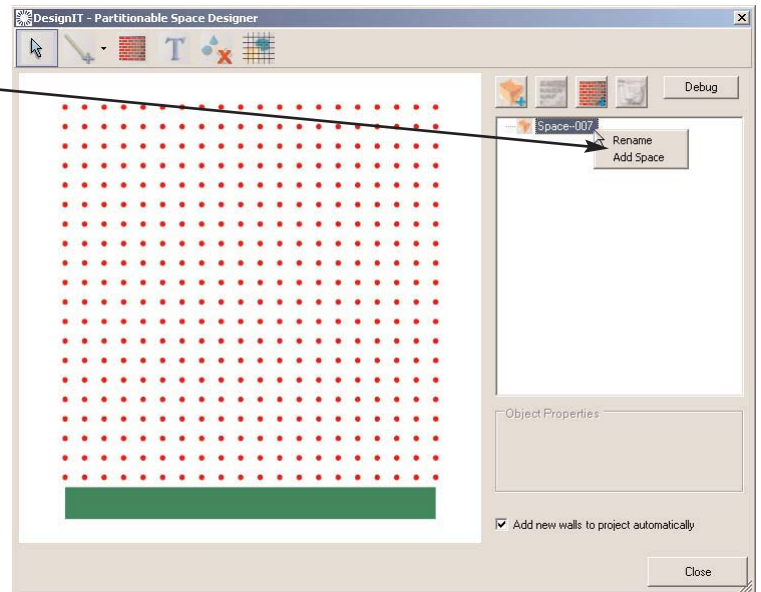 DesignIT - Partitionable Space Designer
T
Debug
Space--007
Rename
Add Space
Object Properties
Add new walls to project automatically
Close